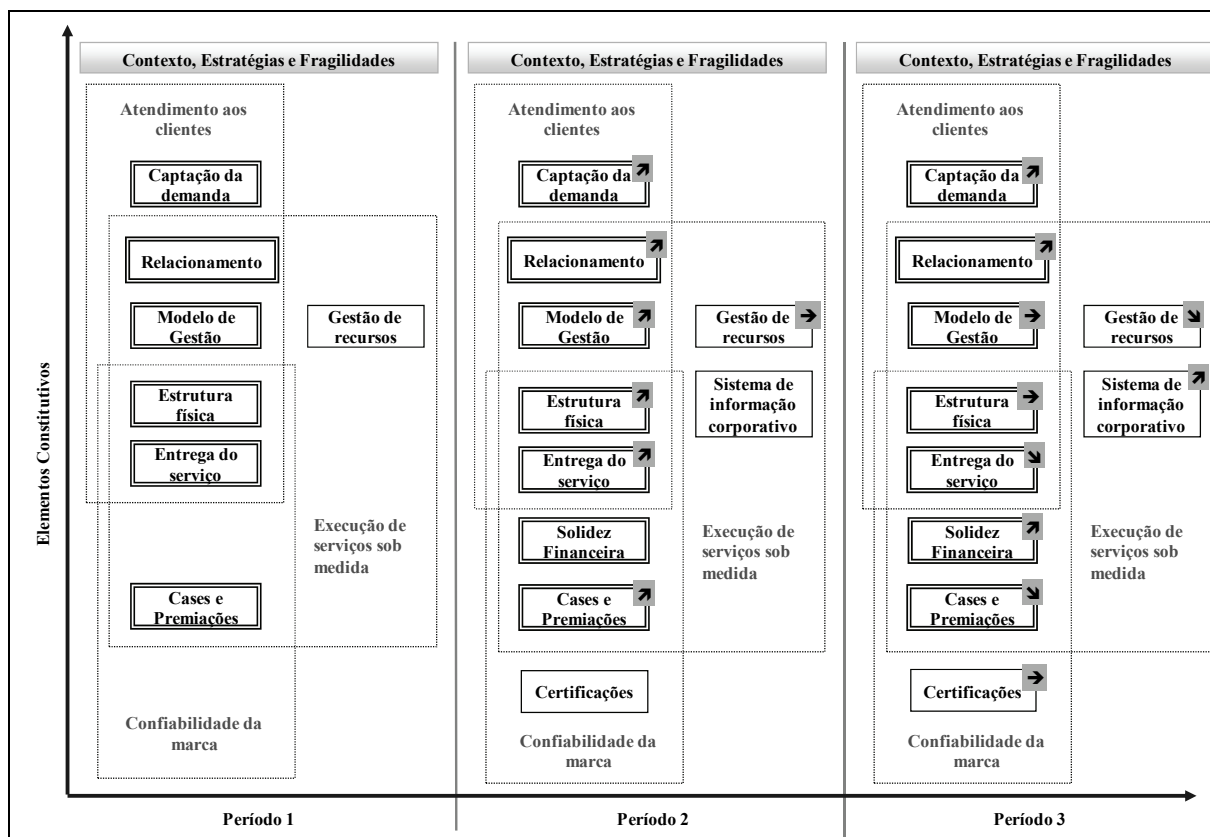 Elementos Constitutivos
Contexto, Estratégias e Fragilidades
Atendimento aos
clientes
Captação da
demanda
Relacionamento
Modelo de
Gestão
Gestão de
recursos
Estrutura
física
Entrega do
serviço
Execução de
serviços sob
medida
Cases e
Premiações
Confiabilidade da
marca
Período 1
Contexto, Estratégias e Fragilidades
Atendimento aos
clientes
Captação da
demanda
Relacionamento
Modelo de
Gestão
Gestão de
recursos
Estrutura
física
Sistema de
informação
corporativo
Entrega do
serviço
Solidez
Financeira
Execução de
serviços sob
medida
Cases e
Premiações
Certificações
Confiabilidade da
marca
Período 2
Contexto, Estratégias e Fragilidades
Atendimento aos
clientes
Captação da
demanda
Relacionamento
Modelo de
Gestão
Gestão de
recursos
Estrutura
física
Sistema de
informação
corporativo
Entrega do
serviço
Solidez
Financeira
Execução de
serviços sob
medida
Cases e
Premiações
Certificações
Confiabilidade da
marca
Período 3